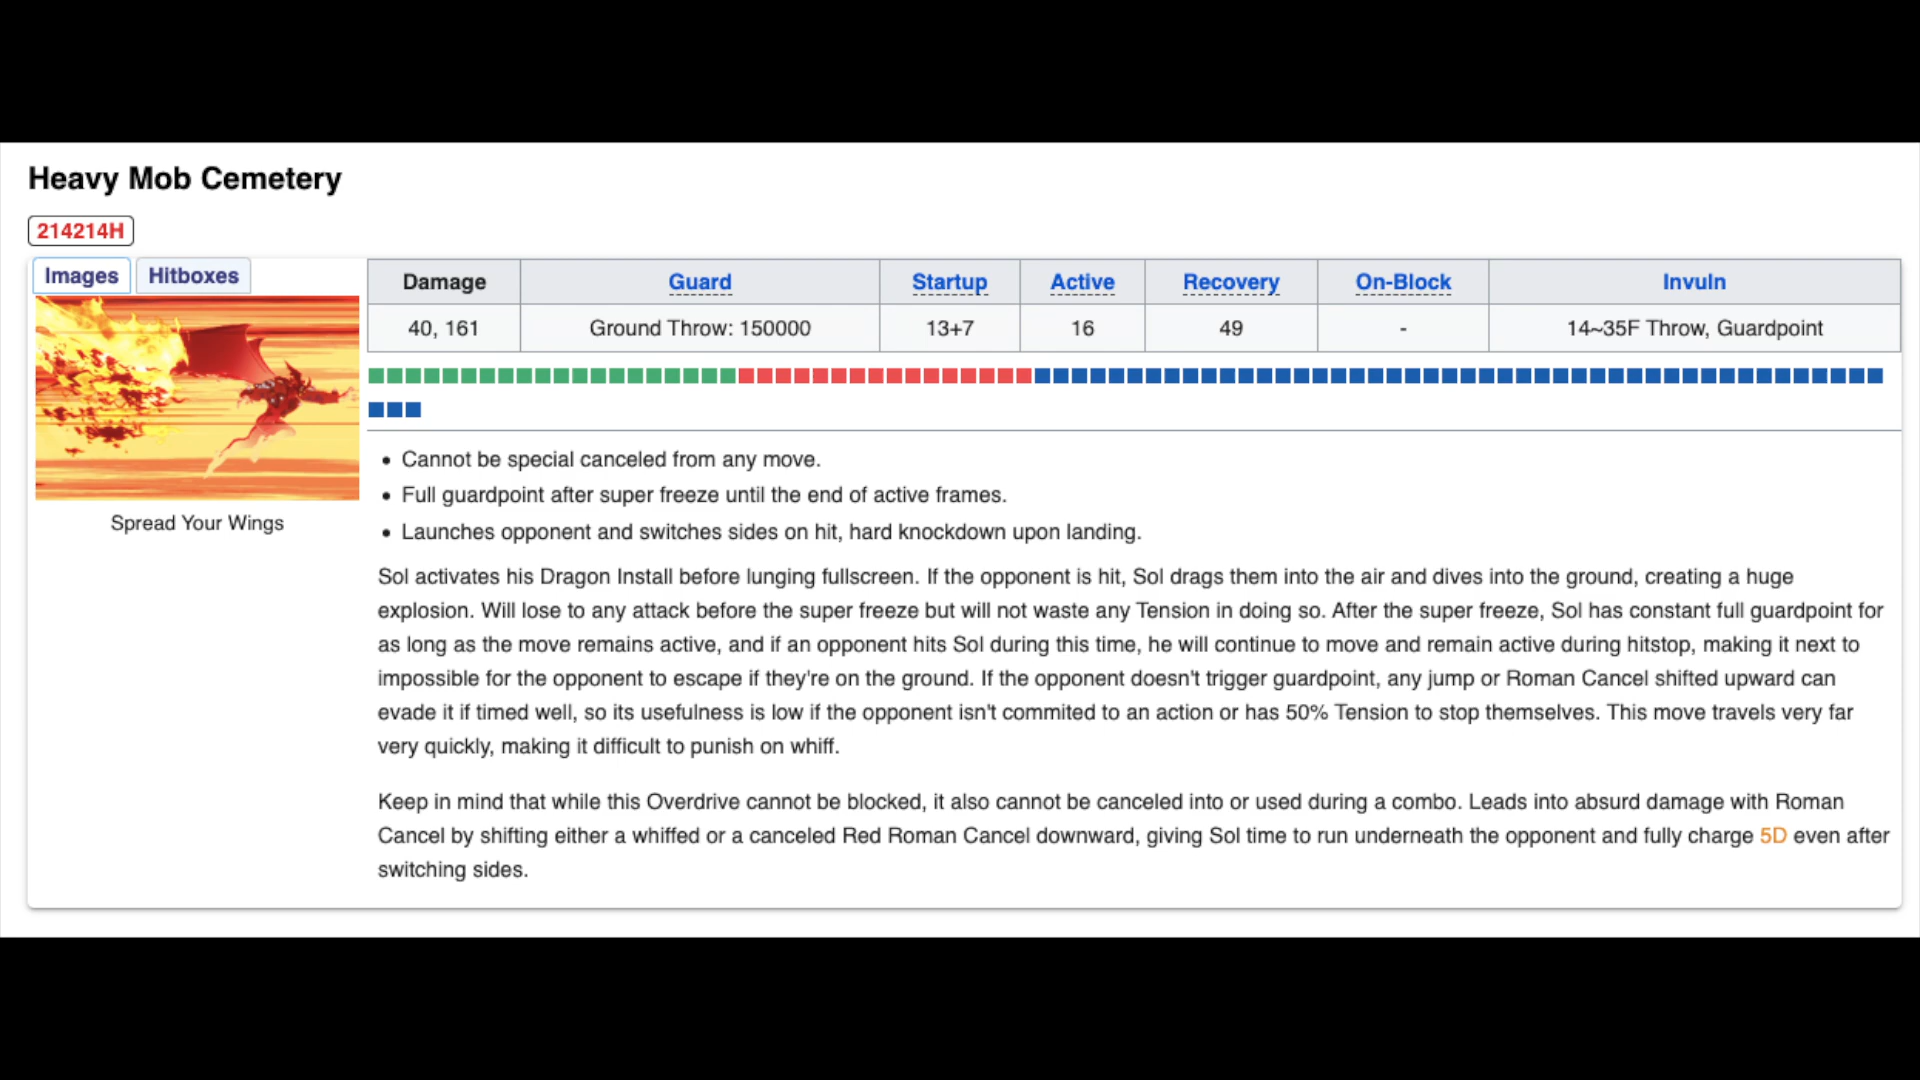 Heavy Mob Cemetery
214214H
Images Hitboxes
Damage Guard Startup Active Recovery On-Block Invuln
40, 161 Ground Throw: 150000 13+7 16 49 - 14~35F Throw, Guardpoint
Spread Your Wings
• Cannot be special canceled from any move.
• Full guardpoint after super freeze until the end of active frames.
• Launches opponent and switches sides on hit, hard knockdown upon landing.
Sol activates his Dragon Install before lunging fullscreen. If the opponent is hit, Sol drags them into the air and dives into the ground, creating a huge
explosion. Will lose to any attack before the super freeze but will not waste any Tension in doing so. After the super freeze, Sol has constant full guardpoint for
as long as the move remains active, and if an opponent hits Sol during this time, he will continue to move and remain active during hitstop, making it next to
impossible for the opponent to escape if they're on the ground. If the opponent doesn't trigger guardpoint, any jump or Roman Cancel shifted upward can
evade it if timed well, so its usefulness is low if the opponent isn't commited to an action or has 50% Tension to stop themselves. This move travels very far
very quickly, making it difficult to punish on whiff.
Keep in mind that while this Overdrive cannot be blocked, it also cannot be canceled into or used during a combo. Leads into absurd damage with Roman
Cancel by shifting either a whiffed or a canceled Red Roman Cancel downward, giving Sol time to run underneath the opponent and fully charge 5D even after
switching sides.